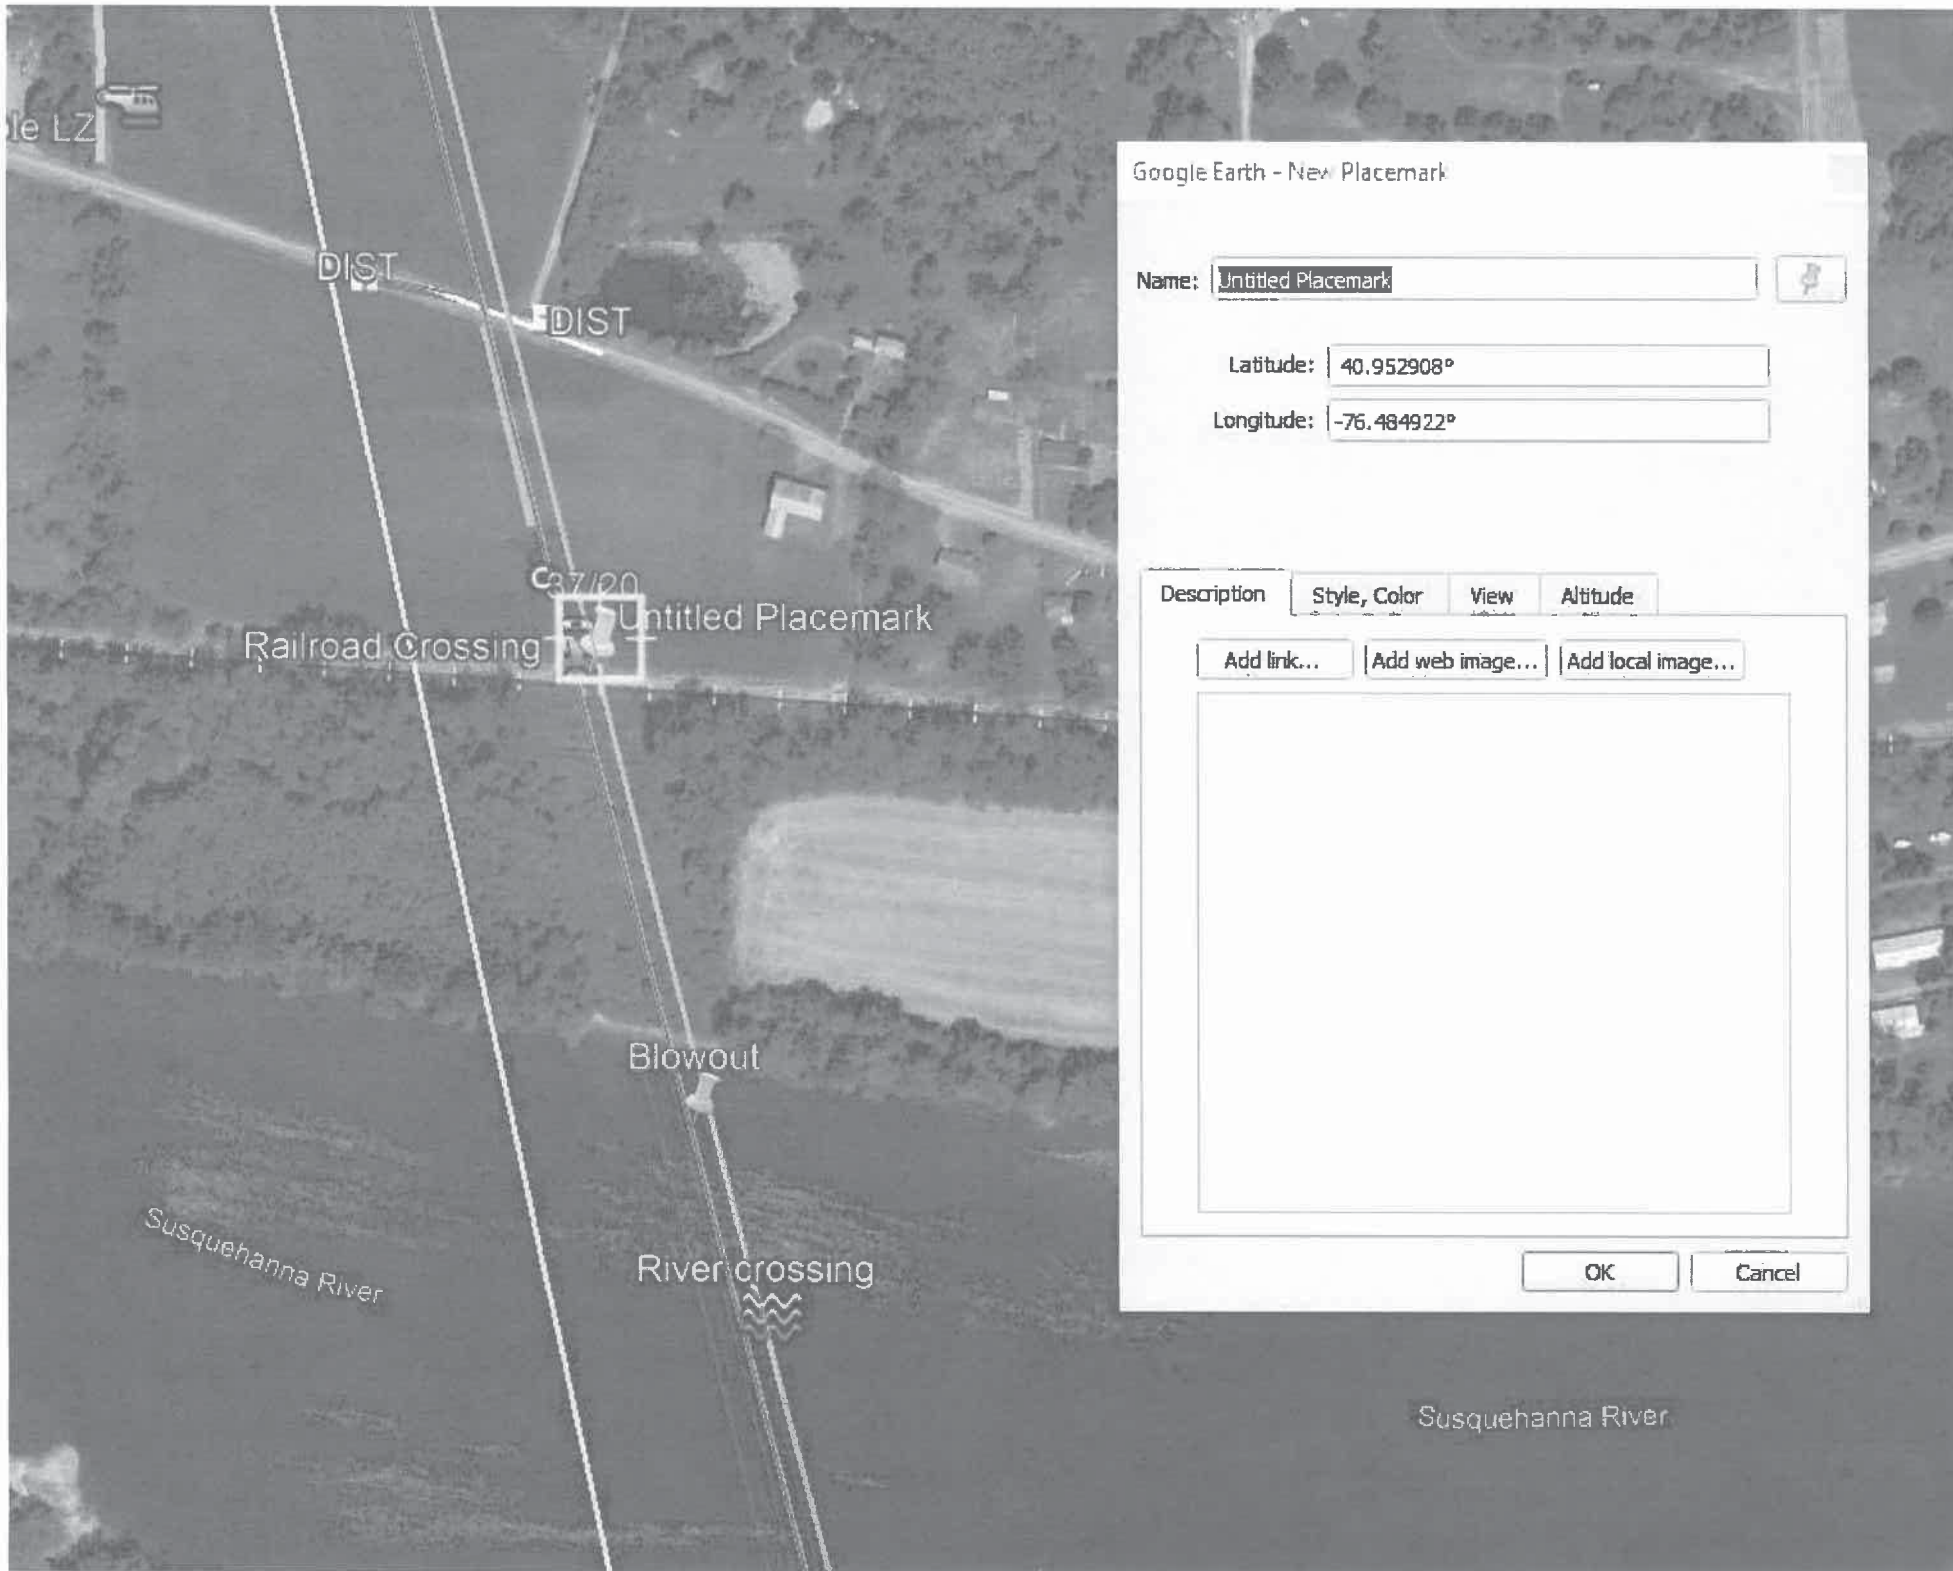 le LZ
DIST
DIST
C37/20
Untitled Placemark
Railroad Crossing
Blowout
River crossing
Susquehanna River
Susquehanna River
Google Earth - New Placemark
Name: Untitled Placemark
Latitude: 40.952908°
Longitude: -76.484922°
Description Style, Color View Altitude
Add link... Add web image... Add local image...
OK Cancel